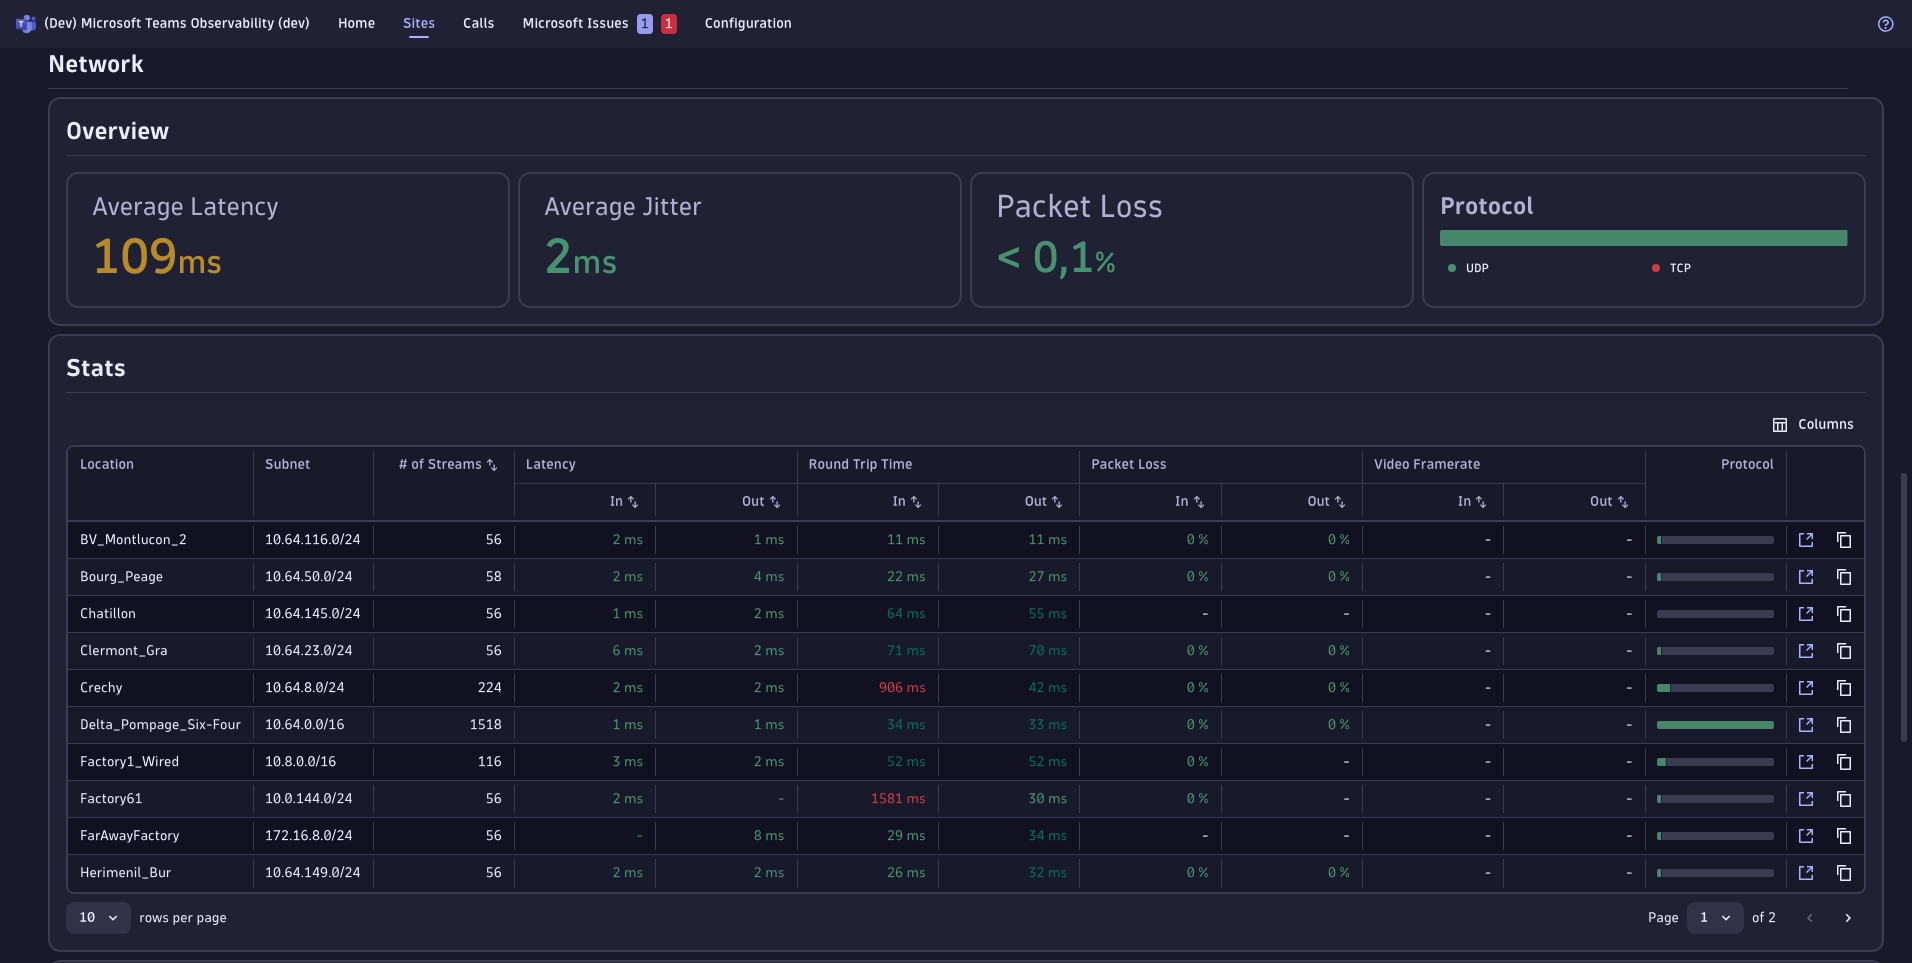 (Dev) Microsoft Teams Observability (dev) Home Sites Calls Microsoft Issues 1 1 Configuration
Network
Overview
Average Latency
109ms
Average Jitter
2ms
Packet Loss
< 0,1%
Protocol
UDP TCP
Stats
Columns
Location Subnet # of Streams Latency Round Trip Time Packet Loss Video Framerate Protocol
In Out In Out In Out In Out
BV_Montlucon_2 10.64.116.0/24 56 2 ms 1 ms 11 ms 11 ms 0 % 0 % - -
Bourg_Peage 10.64.50.0/24 58 2 ms 4 ms 22 ms 27 ms 0 % 0 % - -
Chatillon 10.64.145.0/24 56 1 ms 2 ms 64 ms 55 ms - - - -
Clermont_Gra 10.64.23.0/24 56 6 ms 2 ms 71 ms 70 ms 0 % 0 % - -
Crechy 10.64.8.0/24 224 2 ms 2 ms 906 ms 42 ms 0 % 0 % - -
Delta_Pompage_Six-Four 10.64.0.0/16 1518 1 ms 1 ms 34 ms 33 ms 0 % 0 % - -
Factory1_Wired 10.8.0.0/16 116 3 ms 2 ms 52 ms 52 ms 0 % - - -
Factory61 10.0.144.0/24 56 2 ms - 1581 ms 30 ms 0 % - - -
FarAwayFactory 172.16.8.0/24 56 - 8 ms 29 ms 34 ms - - - -
Herimenil_Bur 10.64.149.0/24 56 2 ms 2 ms 26 ms 32 ms 0 % 0 % - -
10 rows per page Page 1 of 2